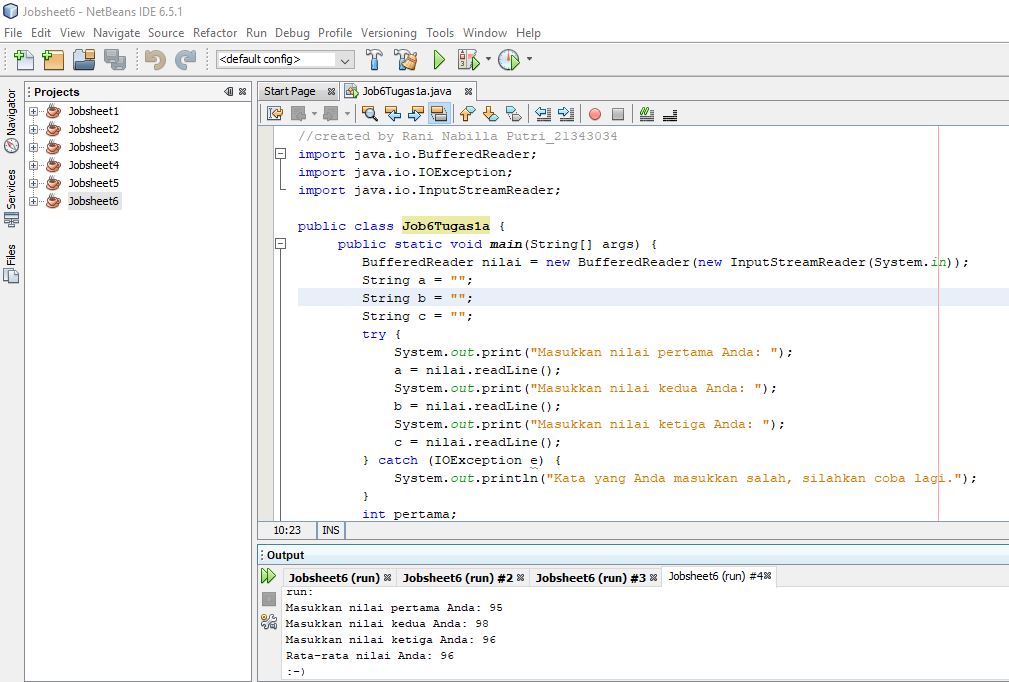 Jobsheet6 - NetBeans IDE 6.5.1
File Edit View Navigate Source Refactor Run Debug Profile Versioning Tools Window Help
<default config>
Navigator
Services
Files
Projects
Jobsheet1
Jobsheet2
Jobsheet3
Jobsheet4
Jobsheet5
Jobsheet6
Start Page Job6Tugas1a.java
//created by Rani Nabilla Putri_21343034
import java.io.BufferedReader;
import java.io.IOException;
import java.io.InputStreamReader;
public class Job6Tugas1a {
public static void main(String[] args) {
BufferedReader nilai = new BufferedReader(new InputStreamReader(System.in));
String a = "";
String b = "";
String c = "";
try {
System.out.print("Masukkan nilai pertama Anda: ");
a = nilai.readLine();
System.out.print("Masukkan nilai kedua Anda: ");
b = nilai.readLine();
System.out.print("Masukkan nilai ketiga Anda: ");
c = nilai.readLine();
} catch (IOException e) {
System.out.println("Kata yang Anda masukkan salah, silahkan coba lagi.");
}
int pertama;
10:23 INS
Output
Jobsheet6 (run) Jobsheet6 (run) #2 Jobsheet6 (run) #3 Jobsheet6 (run) #4
run:
Masukkan nilai pertama Anda: 95
Masukkan nilai kedua Anda: 98
Masukkan nilai ketiga Anda: 96
Rata-rata nilai Anda: 96
:-)